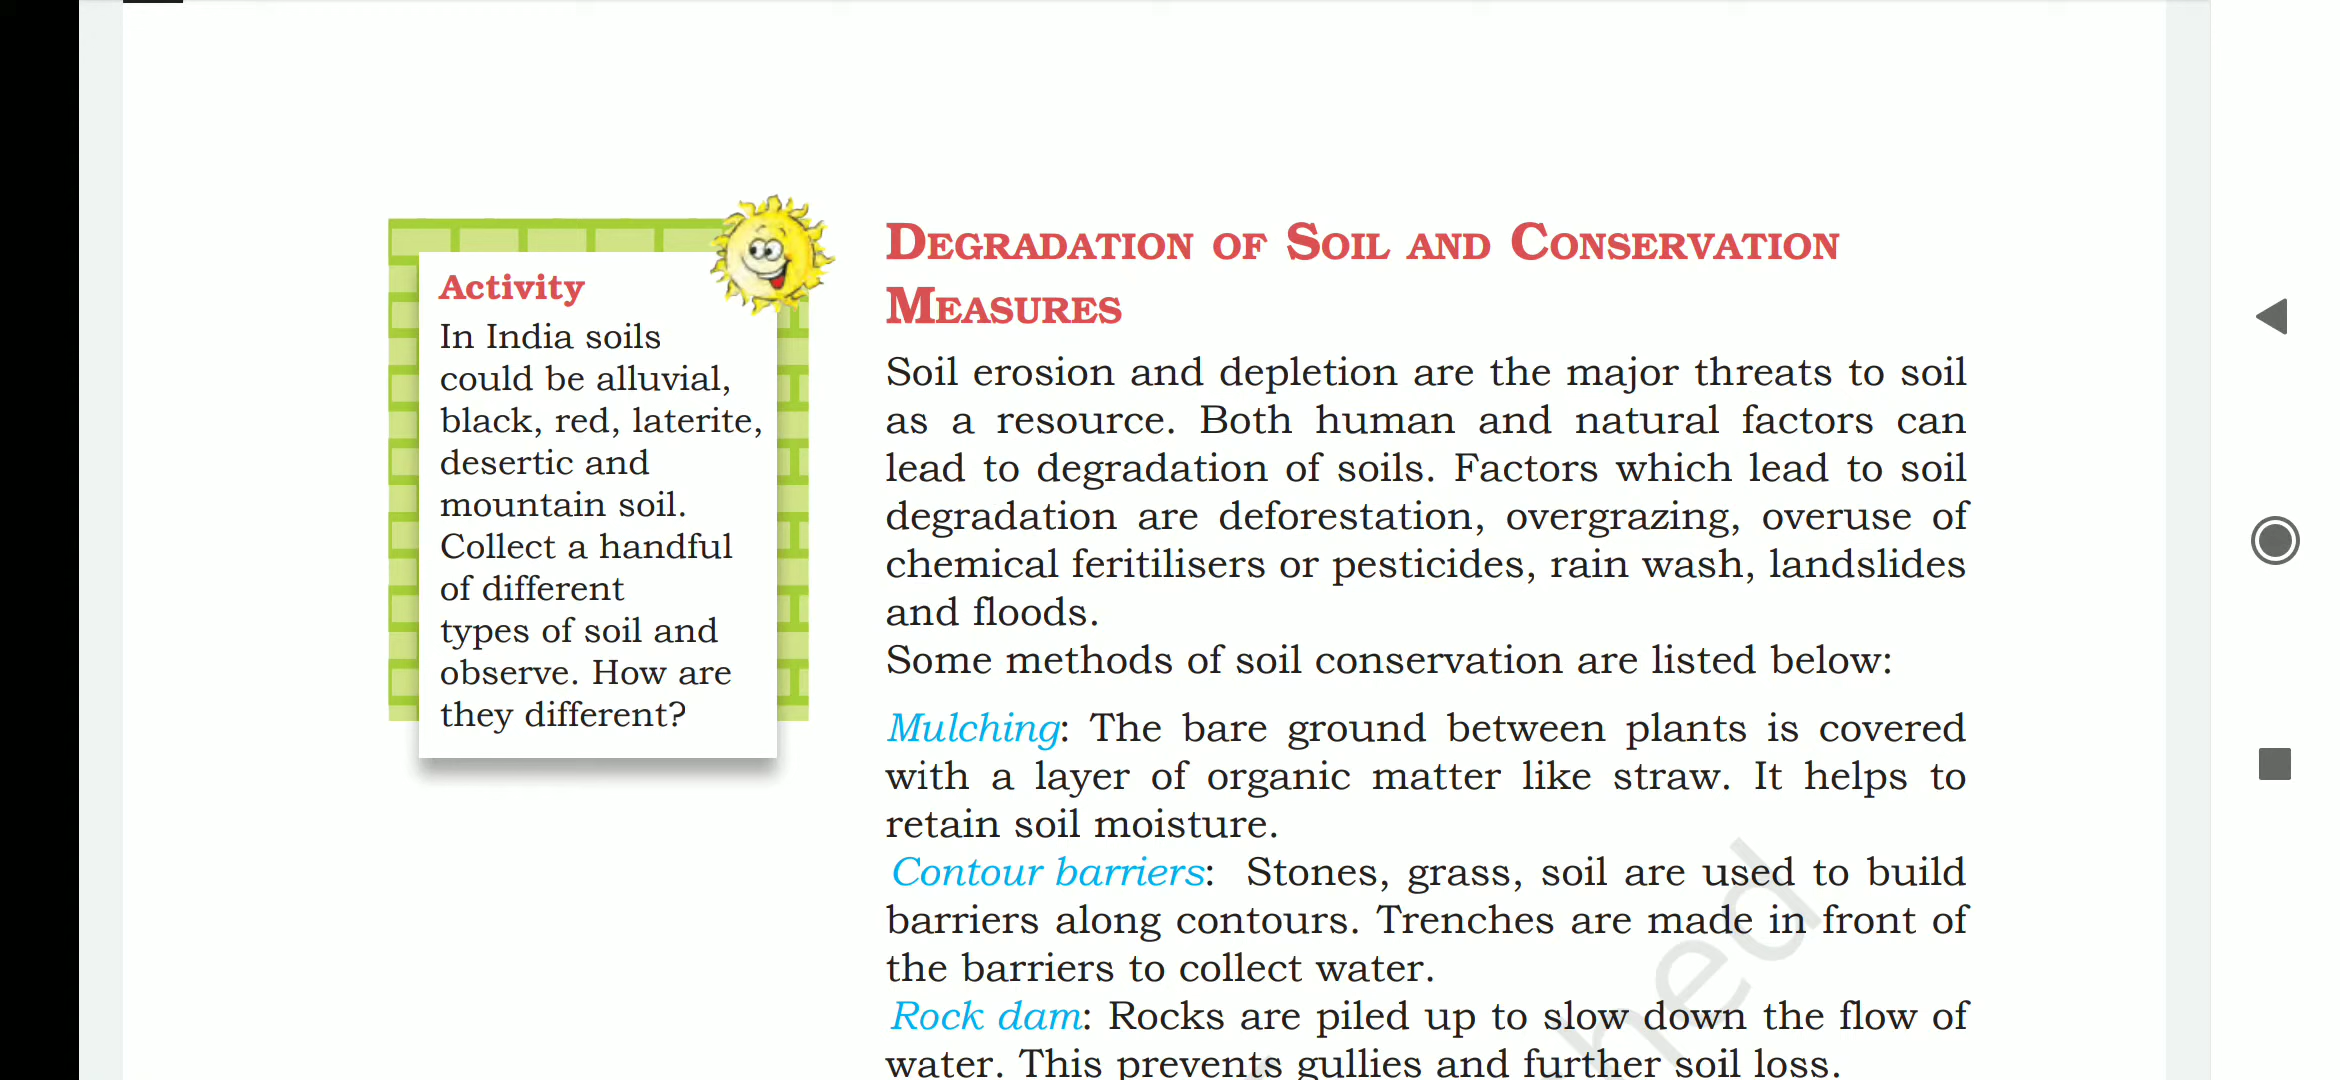 Activity
In India soils
could be alluvial,
black, red, laterite,
desertic and
mountain soil.
Collect a handful
of different
types of soil and
observe. How are
they different?
Degradation of Soil and Conservation
Measures
Soil erosion and depletion are the major threats to soil
as a resource. Both human and natural factors can
lead to degradation of soils. Factors which lead to soil
degradation are deforestation, overgrazing, overuse of
chemical feritilisers or pesticides, rain wash, landslides
and floods.
Some methods of soil conservation are listed below:
Mulching: The bare ground between plants is covered
with a layer of organic matter like straw. It helps to
retain soil moisture.
Contour barriers: Stones, grass, soil are used to build
barriers along contours. Trenches are made in front of
the barriers to collect water.
Rock dam: Rocks are piled up to slow down the flow of
water. This prevents gullies and further soil loss.